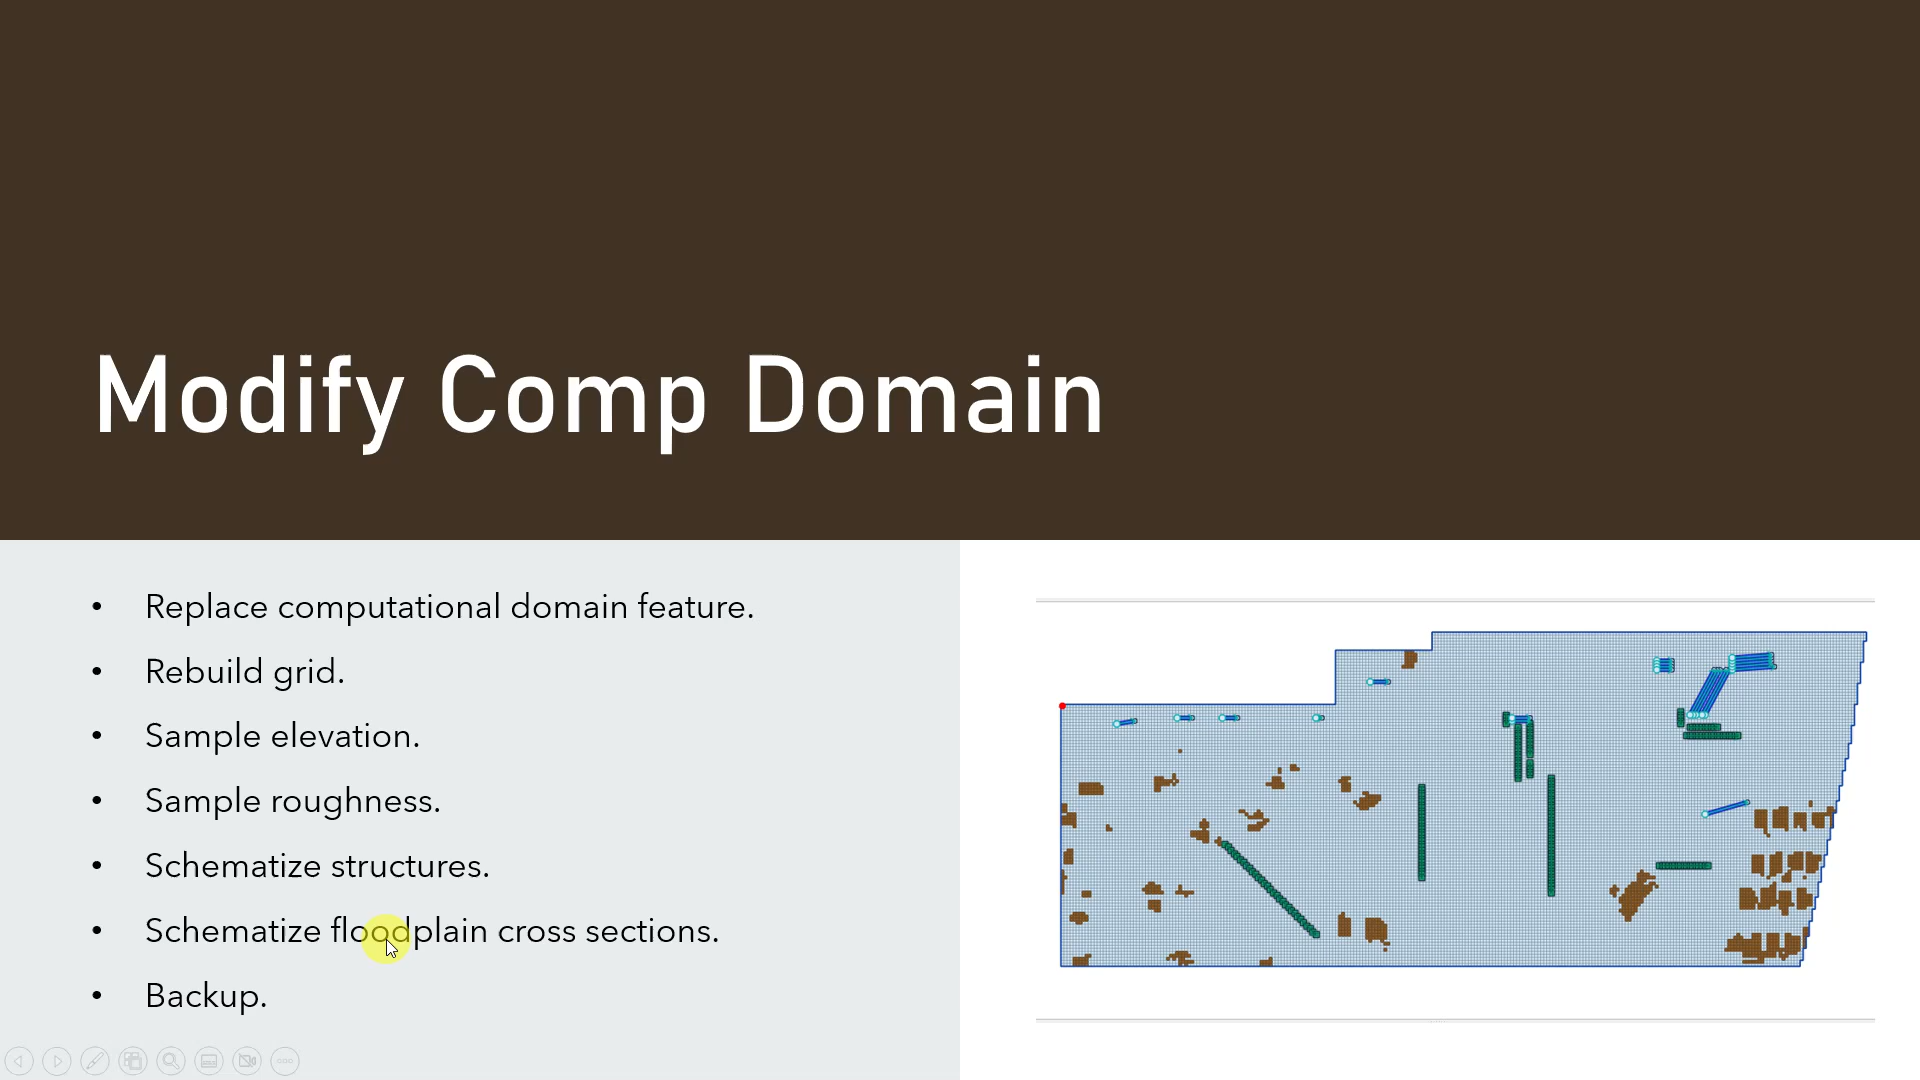 Modify Comp Domain
• Replace computational domain feature.
• Rebuild grid.
• Sample elevation.
• Sample roughness.
• Schematize structures.
• Schematize floodplain cross sections.
• Backup.